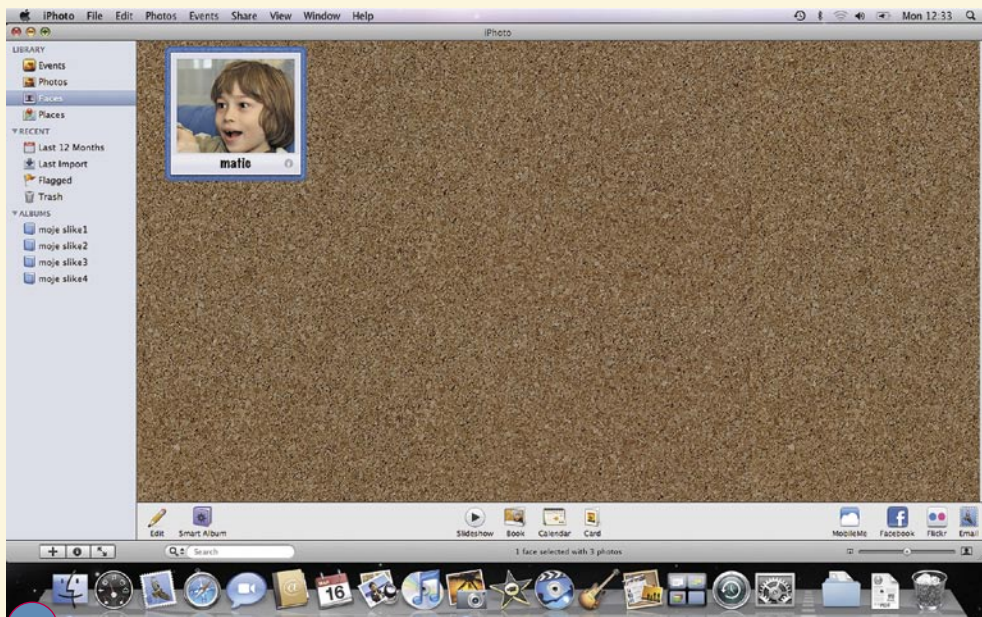 iPhoto File Edit Photos Events Share View Window Help Mon 12:33
iPhoto
LIBRARY
Events
Photos
Faces
Places
RECENT
Last 12 Months
Last Import
Flagged
Trash
ALBUMS
moje slike1
moje slike2
moje slike3
moje slike4
matic
Edit Smart Album Slideshow Book Calendar Card MobileMe Facebook Flickr Email
Search 1 face selected with 3 photos
16
PDF